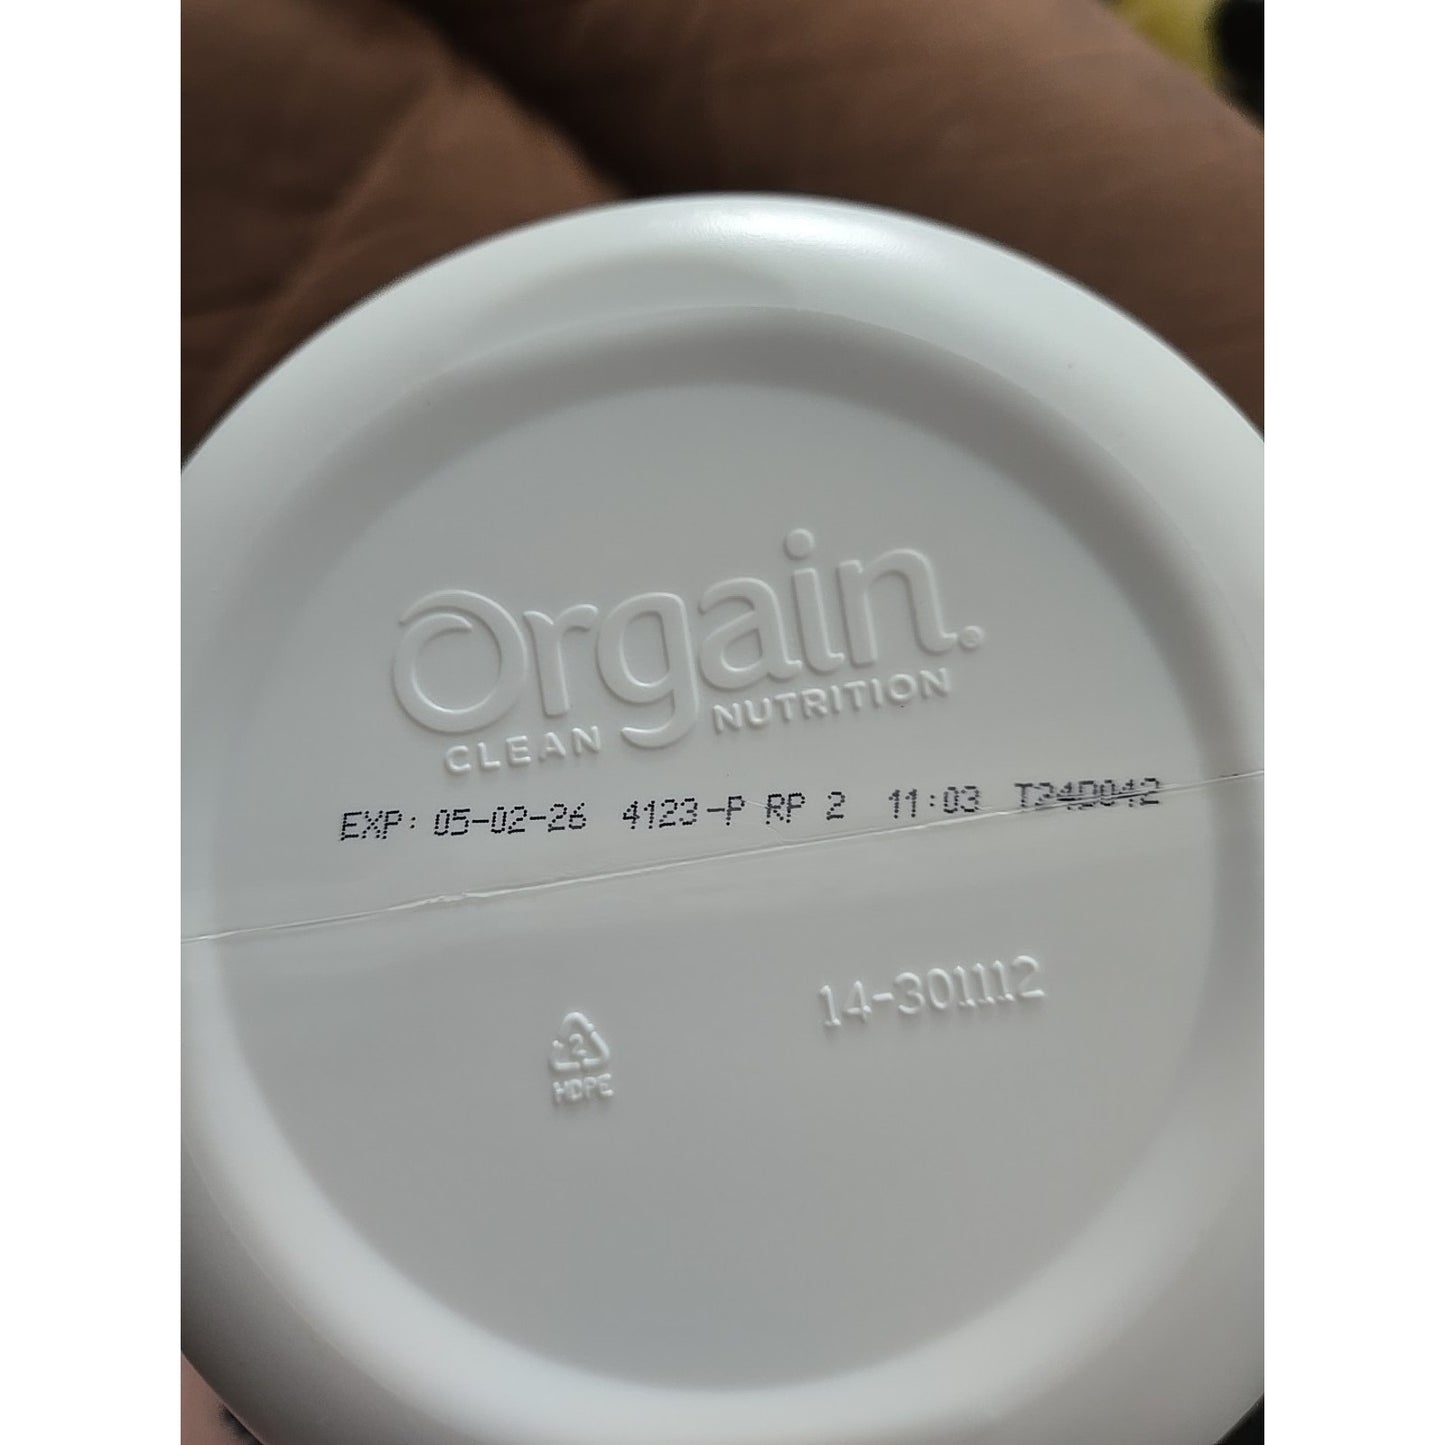 Orgain.®
CLEAN NUTRITION
EXP: 05-02-26 4123-P RP 2 11:03 T24D042
14-301112
2
HDPE